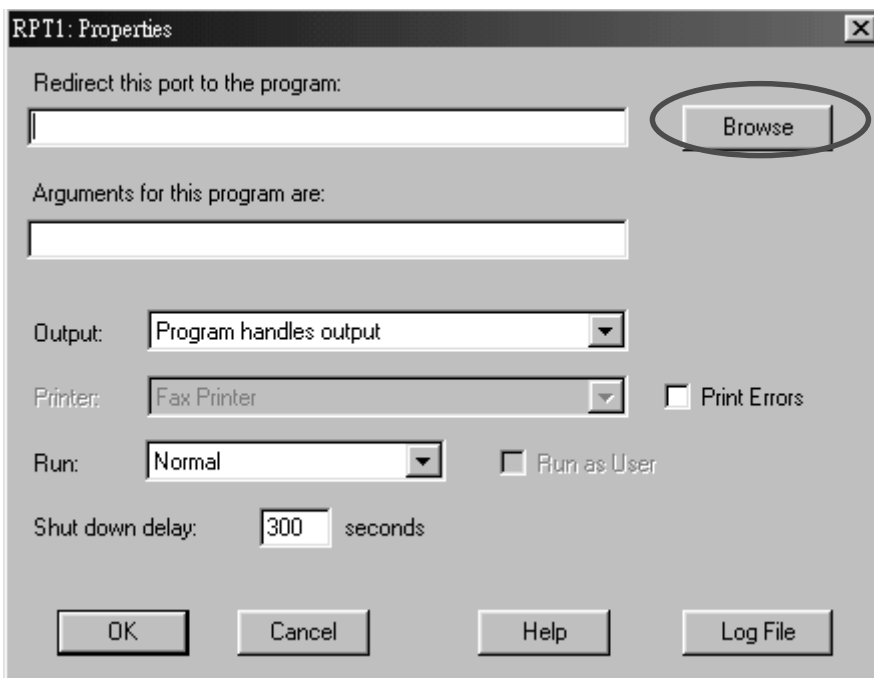 RPT1: Properties
Redirect this port to the program:
Browse
Arguments for this program are:
Output: Program handles output
Printer: Fax Printer Print Errors
Run: Normal Run as User
Shut down delay: 300 seconds
OK Cancel Help Log File